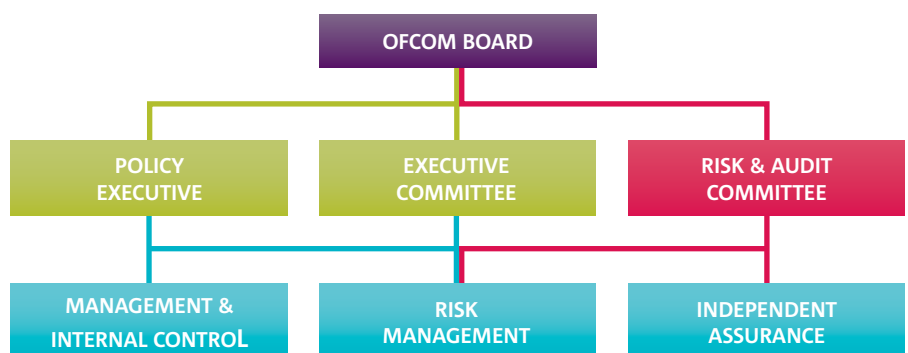 OFCOM BOARD
POLICY
EXECUTIVE
EXECUTIVE
COMMITTEE
RISK & AUDIT
COMMITTEE
MANAGEMENT &
INTERNAL CONTROL
RISK
MANAGEMENT
INDEPENDENT
ASSURANCE